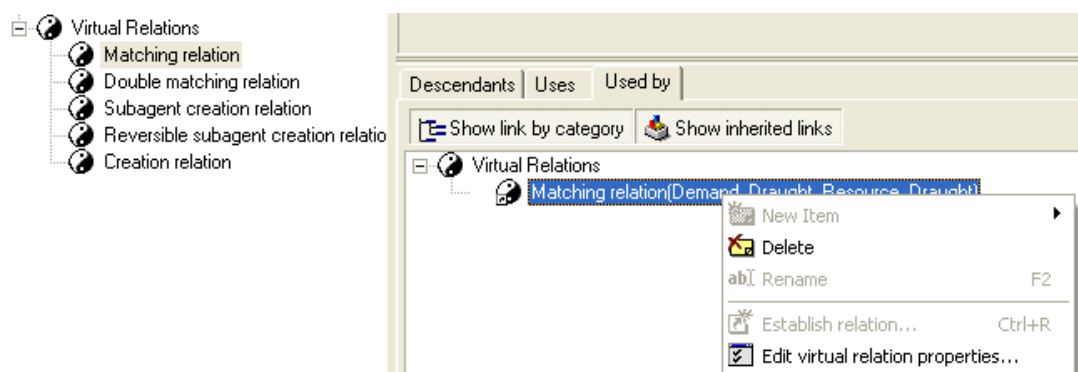 Virtual Relations
Matching relation
Double matching relation
Subagent creation relation
Reversible subagent creation relatio
Creation relation
Descendants Uses Used by
Show link by category Show inherited links
Virtual Relations
Matching relation(Demand, Draught, Resource, Draught)
New Item
Delete
Rename F2
Establish relation... Ctrl+R
Edit virtual relation properties...